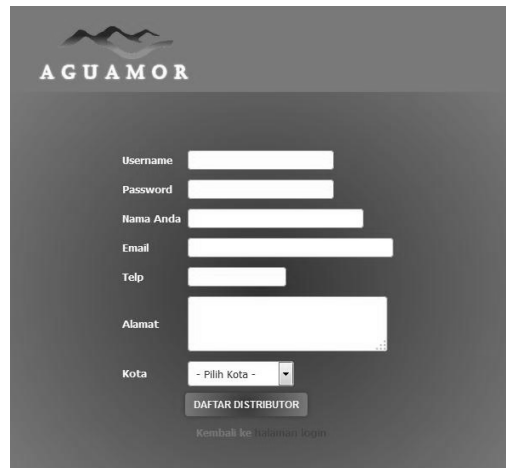 AGUAMOR
Username
Password
Nama Anda
Email
Telp
Alamat
Kota - Pilih Kota -
DAFTAR DISTRIBUTOR
Kembali ke halaman login